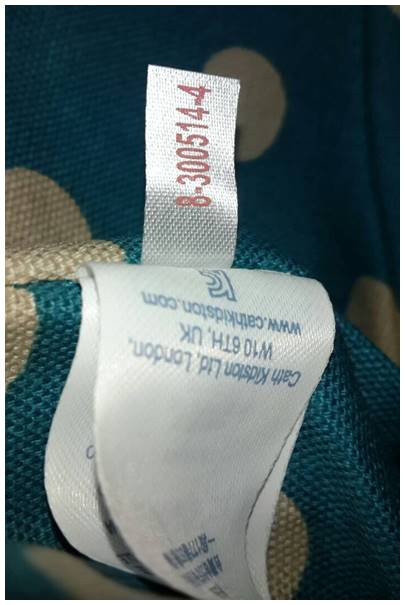 8-300514-4
Cath Kidston Ltd, London,
W10 6TH, UK
www.cathkidston.com